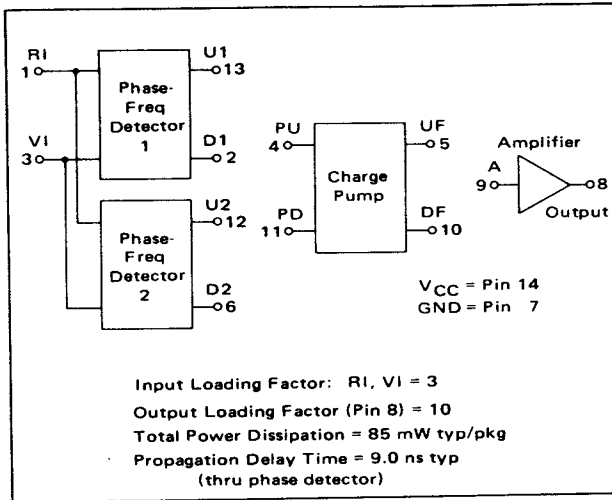 RI
1
U1
13
Phase-
Freq
Detector
1
VI
3
D1
2
U2
12
Phase-
Freq
Detector
2
D2
6
PU
4
UF
5
Charge
Pump
PD
11
DF
10
Amplifier
A
9
8
Output
VCC = Pin 14
GND = Pin 7
Input Loading Factor: RI, VI = 3
Output Loading Factor (Pin 8) = 10
Total Power Dissipation = 85 mW typ/pkg
Propagation Delay Time = 9.0 ns typ
(thru phase detector)